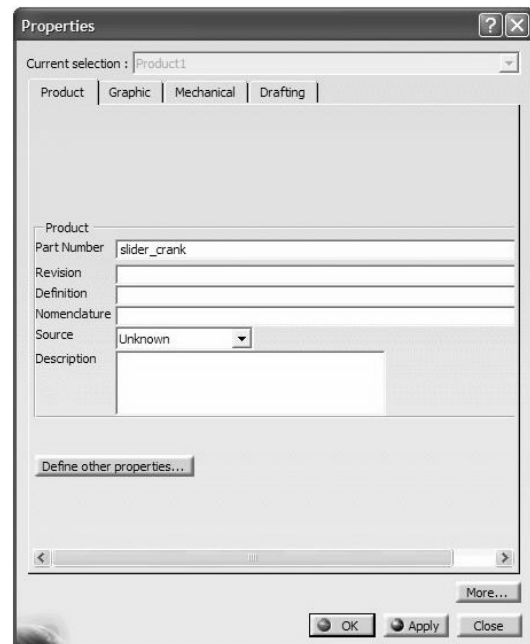 Properties
?
X
Current selection : Product1
Product Graphic Mechanical Drafting
Product
Part Number slider_crank
Revision
Definition
Nomenclature
Source Unknown
Description
Define other properties...
More...
OK Apply Close